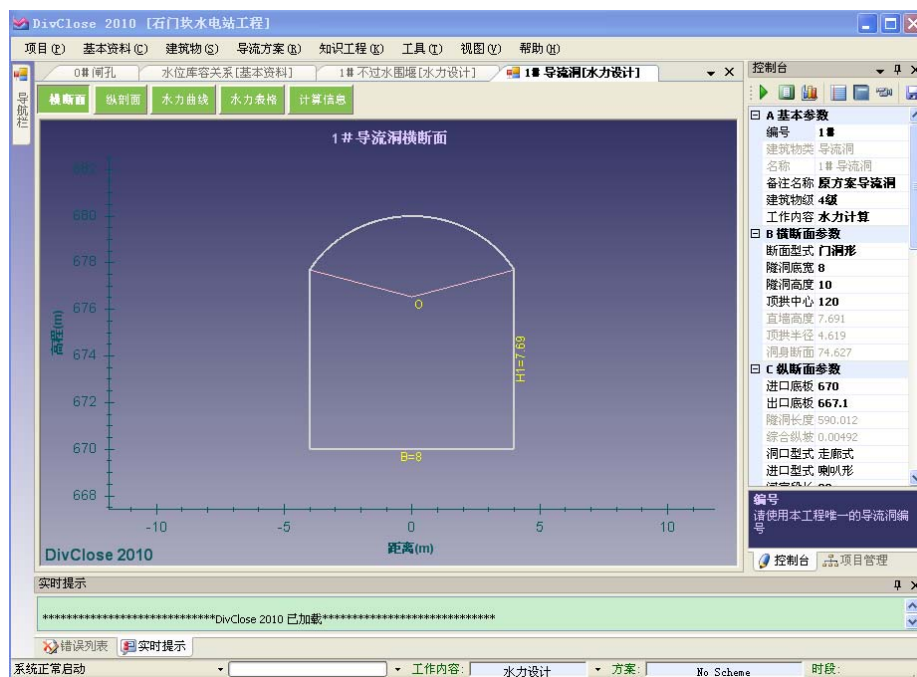 DivClose 2010 [石门坎水电站工程]
项目(P) 基本资料(C) 建筑物(S) 导流方案(R) 知识工程(K) 工具(T) 视图(V) 帮助(H)
0#闸孔 水位库容关系[基本资料] 1#不过水围堰[水力设计] 1#导流洞[水力设计]
导航栏
横断面 纵剖面 水力曲线 水力表格 计算信息
1#导流洞横断面
682
680
678
676
674
672
670
668
高程(m)
O
H1=7.69
B=8
-10 -5 0 5 10
距离(m)
DivClose 2010
控制台
A 基本参数
编号 1#
建筑物类 导流洞
名称 1#导流洞
备注名称 原方案导流洞
建筑物级 4级
工作内容 水力计算
B 横断面参数
断面型式 门洞形
隧洞底宽 8
隧洞高度 10
顶拱中心 120
直墙高度 7.691
顶拱半径 4.619
洞身断面 74.627
C 纵断面参数
进口底板 670
出口底板 667.1
隧洞长度 590.012
综合纵坡 0.00492
洞口型式 走廊式
进口型式 喇叭形
编号
请使用本工程唯一的导流洞编
号
控制台 项目管理
实时提示
*****************************DivClose 2010 已加载*****************************
错误列表 实时提示
系统正常启动 工作内容: 水力设计 方案: No Scheme 时段: